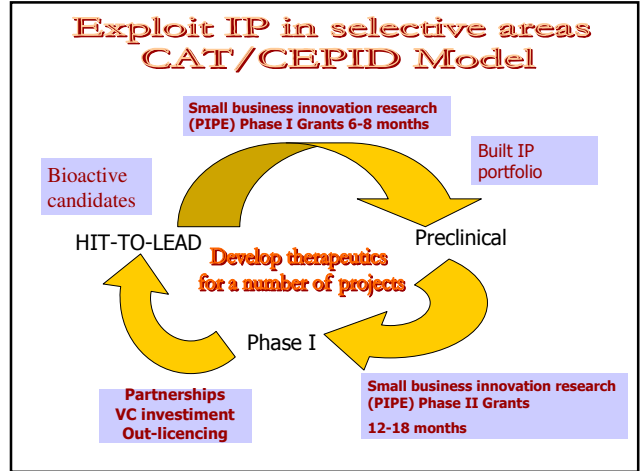 Exploit IP in selective areas
CAT/CEPID Model
Small business innovation research
(PIPE) Phase I Grants 6-8 months
Built IP
portfolio
Bioactive
candidates
HIT-TO-LEAD
Preclinical
Develop therapeutics
for a number of projects
Phase I
Partnerships
VC investiment
Out-licencing
Small business innovation research
(PIPE) Phase II Grants
12-18 months